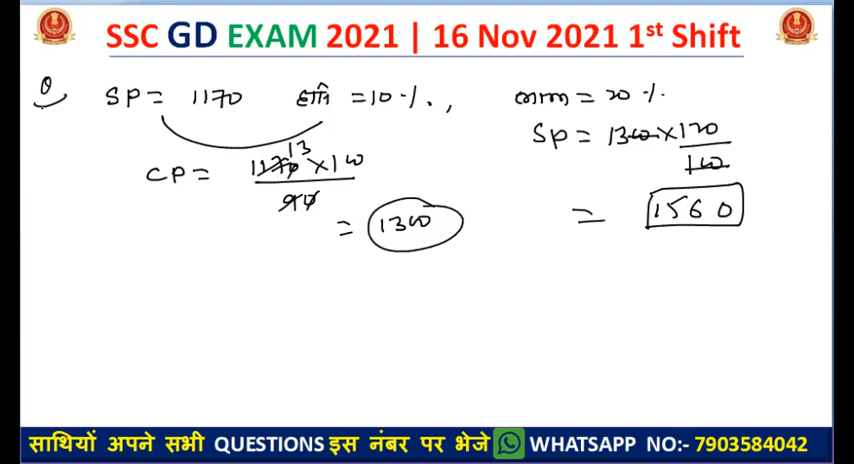 SSC GD EXAM 2021 | 16 Nov 2021 1st Shift
Q SP = 1170 हानि = 10 %. , लाभ = 20 %.
CP = 1170 13 × 100 / 90
= 1300
SP = 1300 × 120 / 100
= 1560
साथियों अपने सभी QUESTIONS इस नंबर पर भेजे WHATSAPP NO:- 7903584042